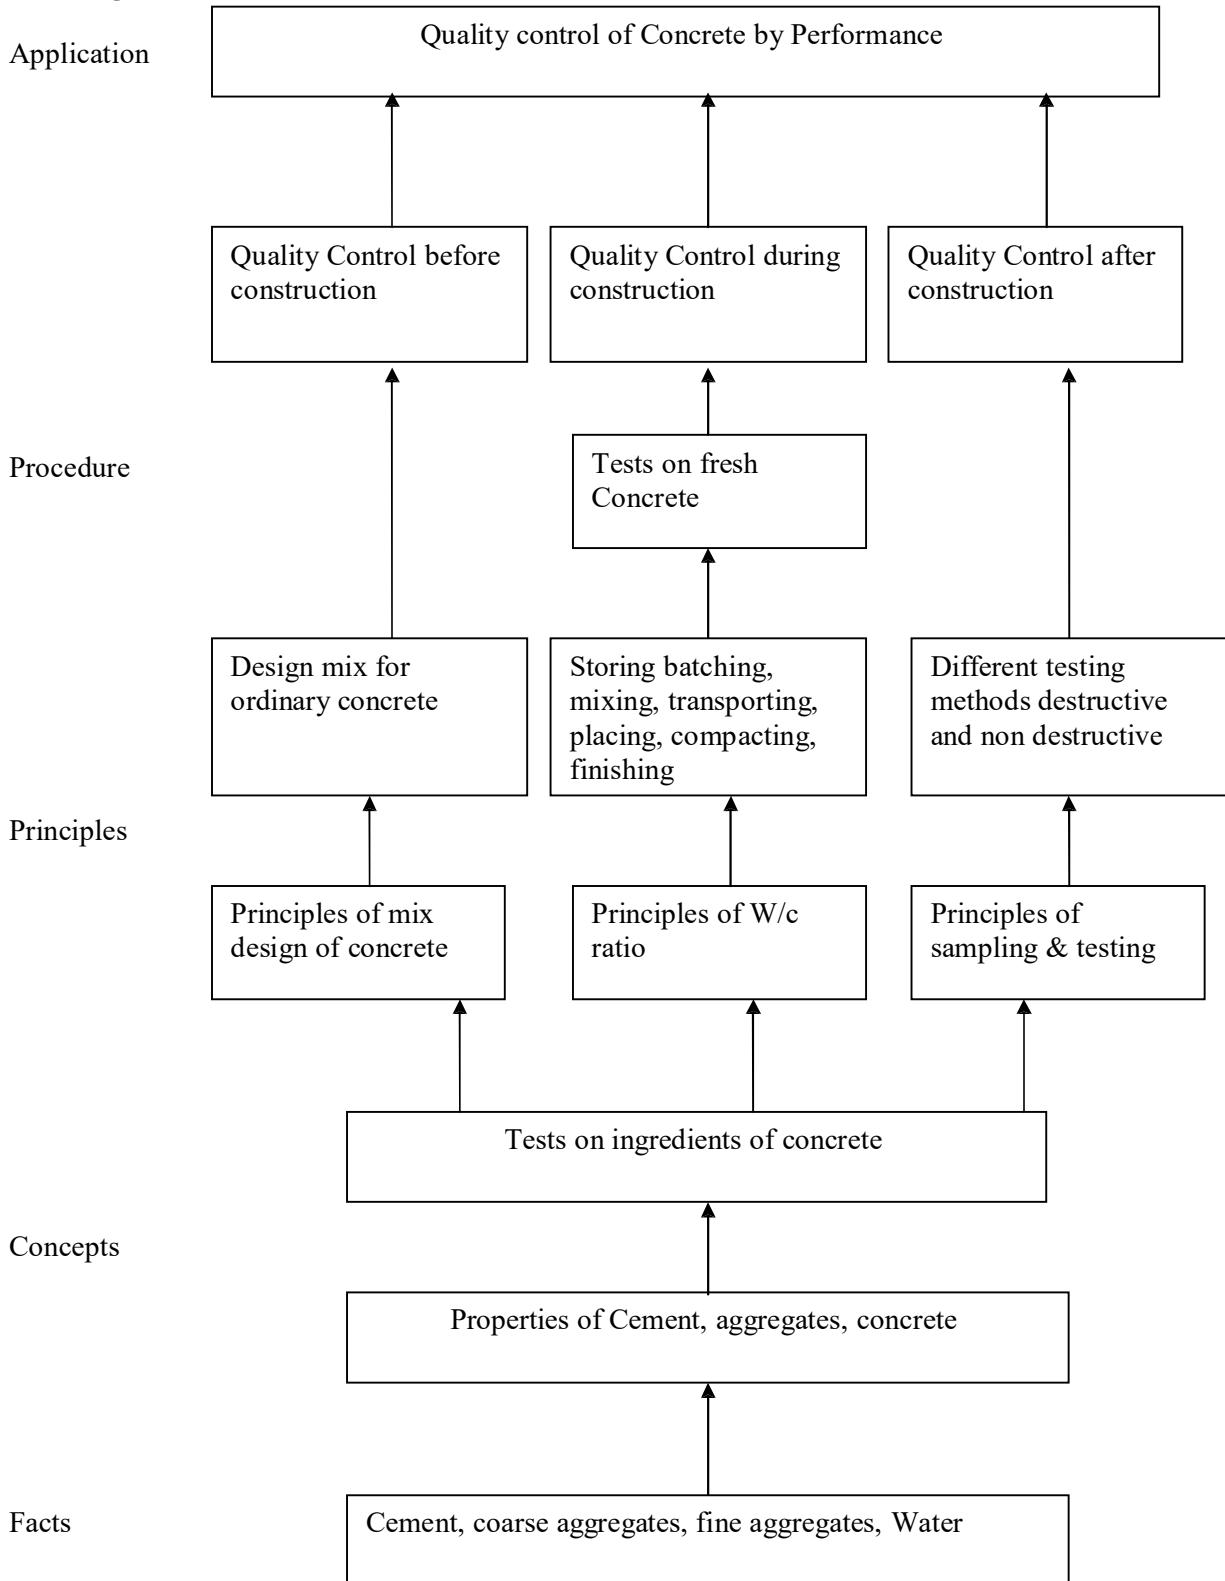 Application
Quality control of Concrete by Performance
Quality Control before
construction
Quality Control during
construction
Quality Control after
construction
Procedure
Tests on fresh
Concrete
Design mix for
ordinary concrete
Storing batching,
mixing, transporting,
placing, compacting,
finishing
Different testing
methods destructive
and non destructive
Principles
Principles of mix
design of concrete
Principles of W/c
ratio
Principles of
sampling & testing
Tests on ingredients of concrete
Concepts
Properties of Cement, aggregates, concrete
Facts
Cement, coarse aggregates, fine aggregates, Water